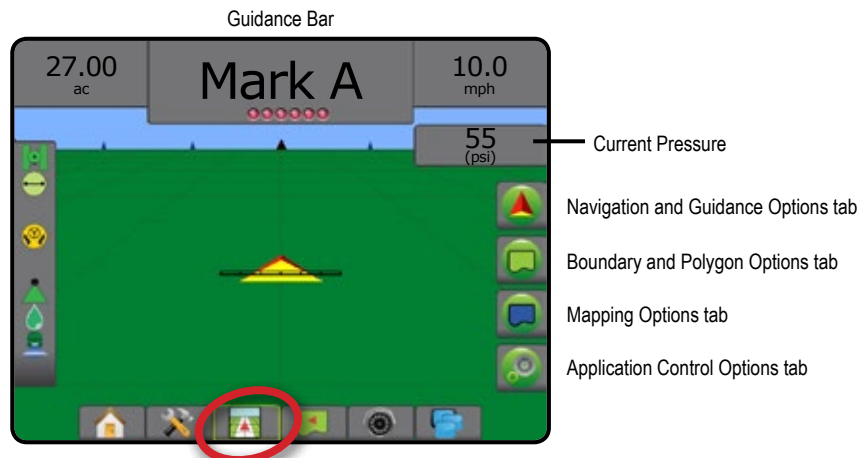 Guidance Bar
27.00
ac
Mark A
10.0
mph
55
(psi)
Current Pressure
Navigation and Guidance Options tab
Boundary and Polygon Options tab
Mapping Options tab
Application Control Options tab